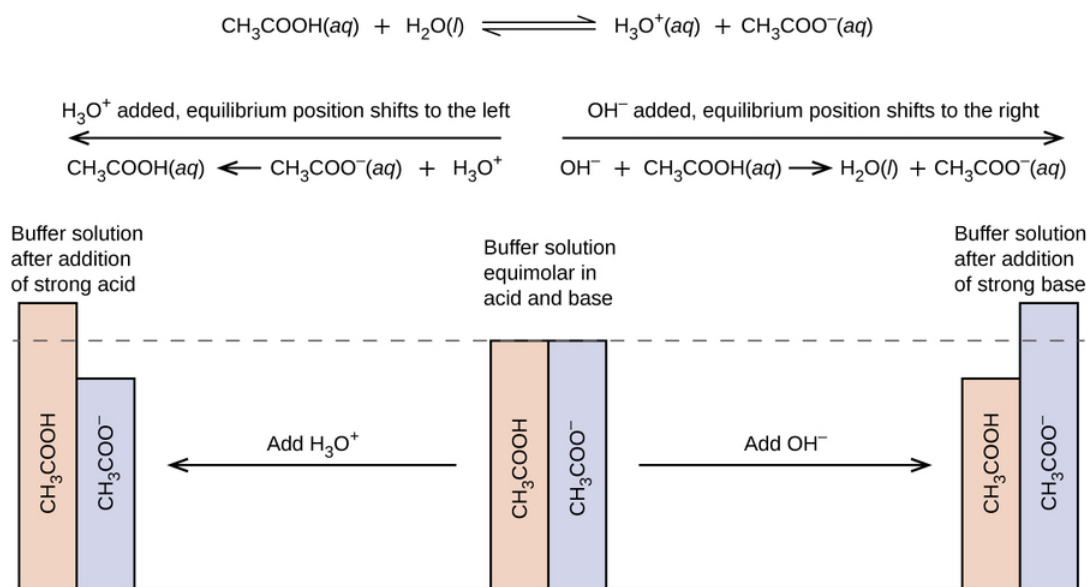 CH₃COOH(aq) + H₂O(l) ⇌ H₃O⁺(aq) + CH₃COO⁻(aq)
H₃O⁺ added, equilibrium position shifts to the left
OH⁻ added, equilibrium position shifts to the right
CH₃COOH(aq) ← CH₃COO⁻(aq) + H₃O⁺
OH⁻ + CH₃COOH(aq) → H₂O(l) + CH₃COO⁻(aq)
Buffer solution
after addition
of strong acid
Buffer solution
equimolar in
acid and base
Buffer solution
after addition
of strong base
CH₃COOH
CH₃COO⁻
Add H₃O⁺
CH₃COOH
CH₃COO⁻
Add OH⁻
CH₃COOH
CH₃COO⁻